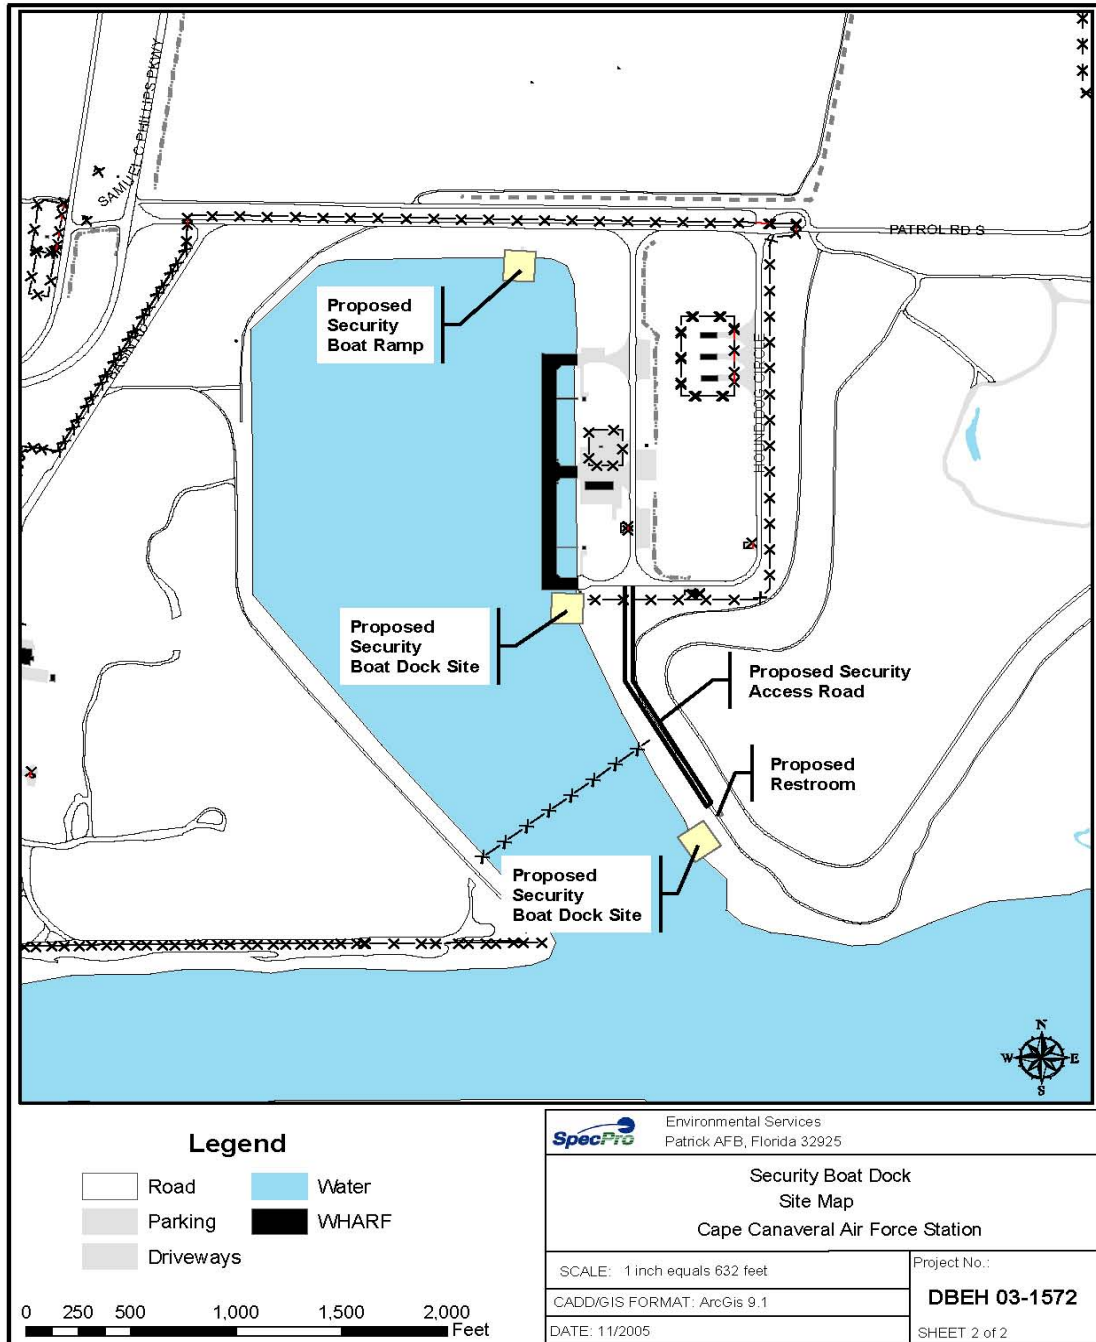 SAMUEL C PHILLIPS PKWY
PATROL RD S
Proposed
Security
Boat Ramp
HOUND DOG CIRCLE
Proposed
Security
Boat Dock Site
Proposed Security
Access Road
Proposed
Restroom
Proposed
Security
Boat Dock Site
N
W E
S
Legend
Road
Water
Parking
WHARF
Driveways
0 250 500 1,000 1,500 2,000
Feet
SpecPro
Environmental Services
Patrick AFB, Florida 32925
Security Boat Dock
Site Map
Cape Canaveral Air Force Station
SCALE: 1 inch equals 632 feet
CADD/GIS FORMAT: ArcGis 9.1
DATE: 11/2005
Project No.:
DBEH 03-1572
SHEET 2 of 2